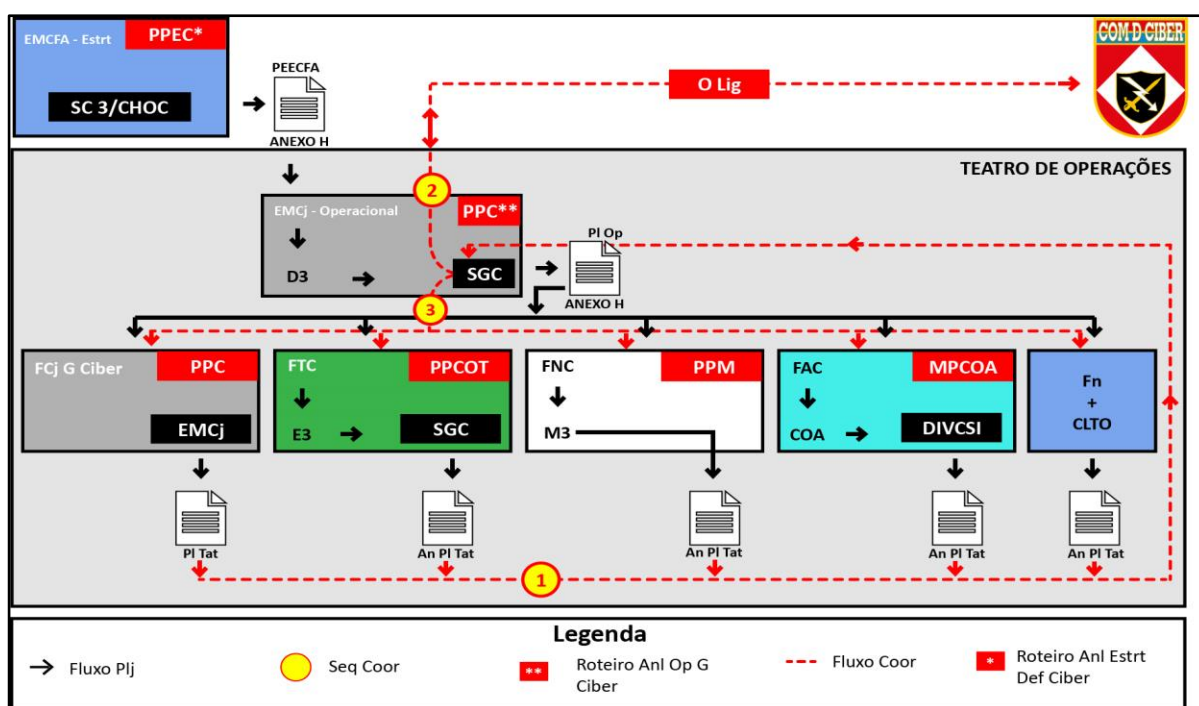 EMCFA - Estrt
PPEC*
SC 3/CHOC
PEECFA
ANEXO H
O Lig
COM D CIBER
TEATRO DE OPERAÇÕES
2
EMCj - Operacional
PPC**
D3
SGC
Pl Op
ANEXO H
3
FCj G Ciber
PPC
EMCj
FTC
PPCOT
E3
SGC
FNC
PPM
M3
FAC
MPCOA
COA
DIVCSI
Fn
+
CLTO
Pl Tat
An Pl Tat
An Pl Tat
An Pl Tat
An Pl Tat
1
Legenda
Fluxo Plj
Seq Coor
**
Roteiro Anl Op G
Ciber
Fluxo Coor
*
Roteiro Anl Estrt
Def Ciber